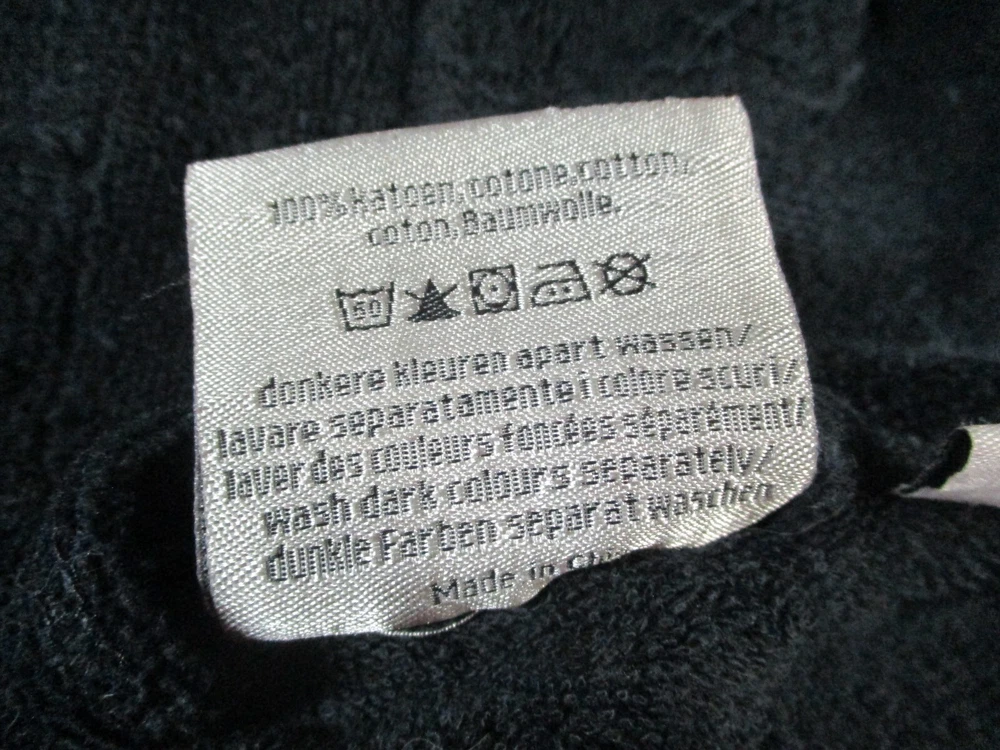 100% katoen, cotone, cotton,
coton, Baumwolle.
60
donkere kleuren apart wassen/
lavare separatamente i colore scuri/
laver des couleurs foncées séparément/
wash dark colours separately/
dunkle Farben separat waschen
Made in